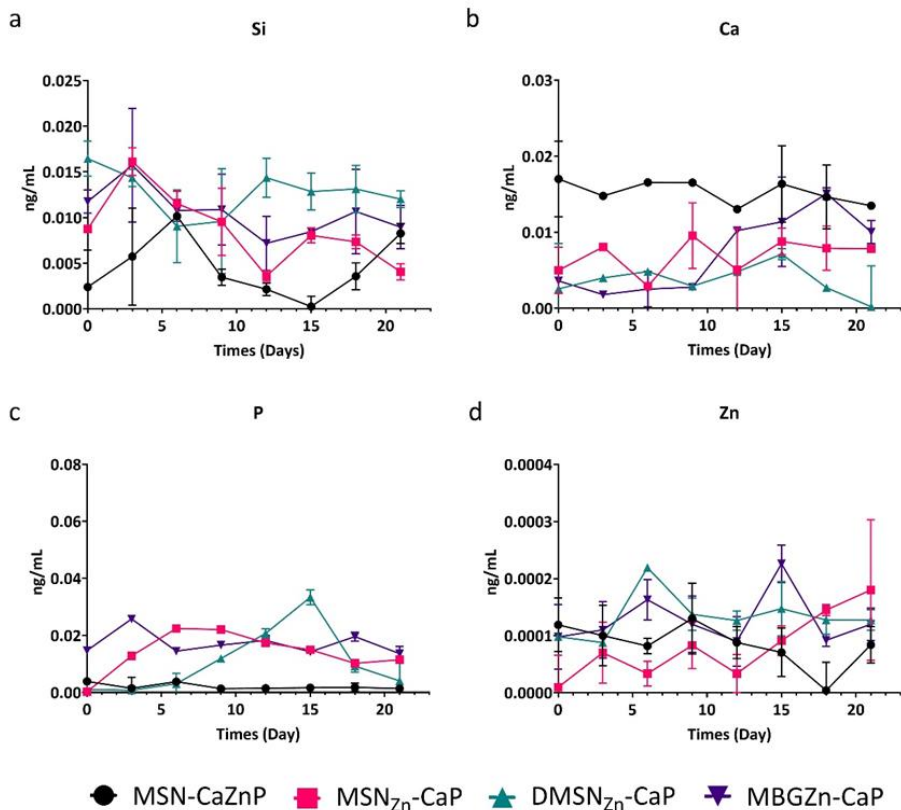 a
Si
ng/mL
0.025
0.020
0.015
0.010
0.005
0.000
0 5 10 15 20
Times (Days)
b
Ca
ng/mL
0.03
0.02
0.01
0.00
0 5 10 15 20
Times (Day)
c
P
ng/mL
0.08
0.06
0.04
0.02
0.00
0 5 10 15 20
Times (Day)
d
Zn
ng/mL
0.0004
0.0003
0.0002
0.0001
0.0000
0 5 10 15 20
Times (Day)
MSN-CaZnP MSNZn-CaP DMSNZn-CaP MBGZn-CaP